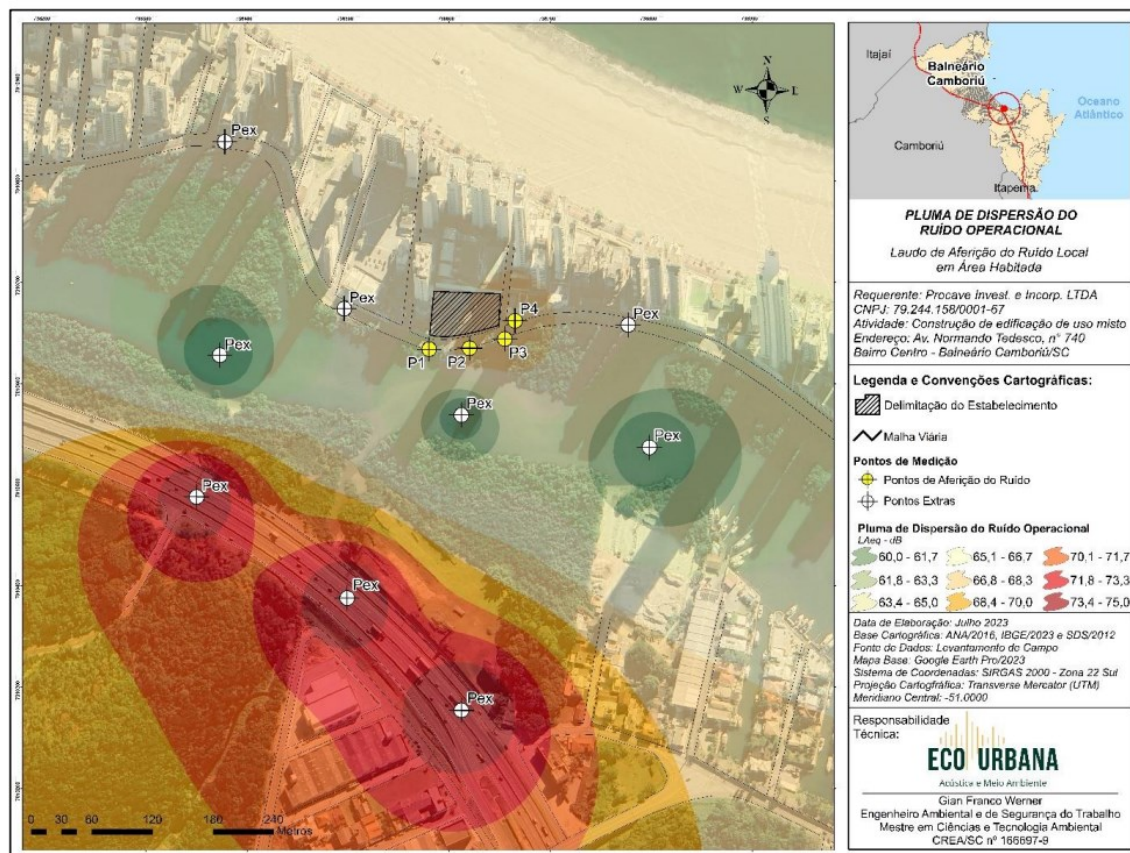 Pex
Pex
Pex
P4
Pex
P3
P1
P2
Pex
Pex
Pex
Pex
Pex
N
W
L
S
0 30 60 120 180 240
Metros
Itajaí
Balneário
Camboriú
Oceano
Atlântico
Camboriú
Itapema
PLUMA DE DISPERSÃO DO
RUÍDO OPERACIONAL
Laudo de Aferição do Ruído Local
em Área Habitada
Requerente: Procave Invest. e Incorp. LTDA
CNPJ: 79.244.158/0001-67
Atividade: Construção de edificação de uso misto
Endereço: Av. Normando Tedesco, n° 740
Bairro Centro - Balneário Camboriú/SC
Legenda e Convenções Cartográficas:
Delimitação do Estabelecimento
Malha Viária
Pontos de Medição
Pontos de Aferição do Ruído
Pontos Extras
Pluma de Dispersão do Ruído Operacional
LAeq - dB
60,0 - 61,7 65,1 - 66,7 70,1 - 71,7
61,8 - 63,3 66,8 - 68,3 71,8 - 73,3
63,4 - 65,0 68,4 - 70,0 73,4 - 75,0
Data de Elaboração: Julho 2023
Base Cartográfica: ANA/2016, IBGE/2023 e SDS/2012
Fonte de Dados: Levantamento de Campo
Mapa Base: Google Earth Pro/2023
Sistema de Coordenadas: SIRGAS 2000 - Zona 22 Sul
Projeção Cartogfráfica: Transverse Mercator (UTM)
Meridiano Central: -51.0000
Responsabilidade
Técnica:
ECO URBANA
Acústica e Meio Ambiente
Gian Franco Werner
Engenheiro Ambiental e de Segurança do Trabalho
Mestre em Ciências e Tecnologia Ambiental
CREA/SC nº 166697-9